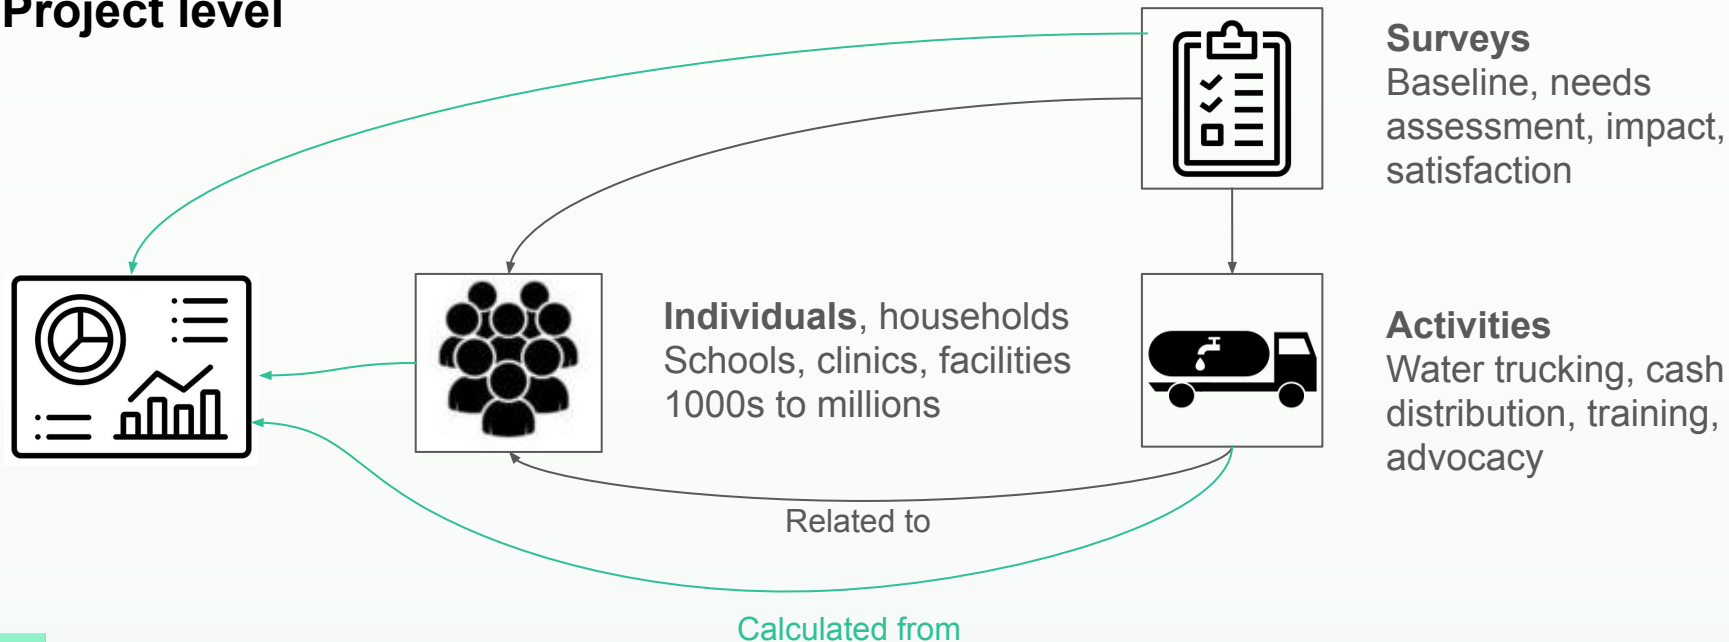 Project level
Surveys
Baseline, needs
assessment, impact,
satisfaction
Individuals, households
Schools, clinics, facilities
1000s to millions
Activities
Water trucking, cash
distribution, training,
advocacy
Related to
Calculated from